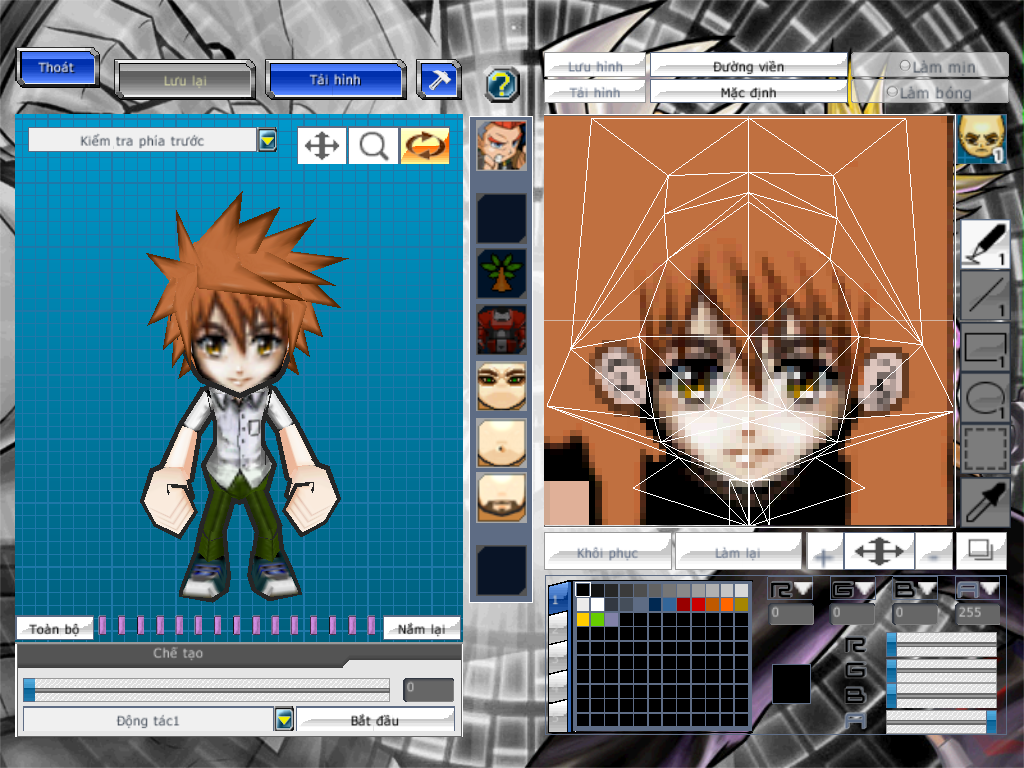 Thoát
Lưu lại
Tải hình
?
Lưu hình
Đường viền
Làm mịn
Tải hình
Mặc định
Làm bóng
Kiểm tra phía trước
1
1
1
1
1
Khôi phục
Làm lại
+
-
Toàn bộ
Nắm lại
Chế tạo
0
Động tác1
Bắt đầu
1
R
G
B
A
0
0
0
255
R
G
B
A